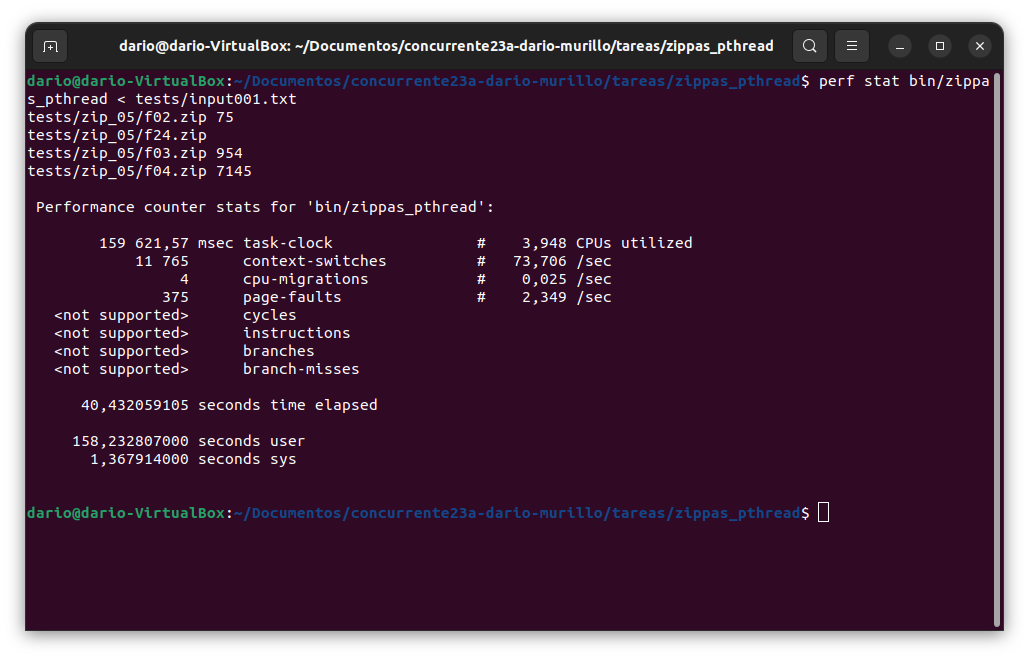 dario@dario-VirtualBox: ~/Documentos/concurrente23a-dario-murillo/tareas/zippas_pthread
dario@dario-VirtualBox:~/Documentos/concurrente23a-dario-murillo/tareas/zippas_pthread$ perf stat bin/zippa
s_pthread < tests/input001.txt
tests/zip_05/f02.zip 75
tests/zip_05/f24.zip
tests/zip_05/f03.zip 954
tests/zip_05/f04.zip 7145
Performance counter stats for 'bin/zippas_pthread':
159 621,57 msec task-clock # 3,948 CPUs utilized
11 765 context-switches # 73,706 /sec
4 cpu-migrations # 0,025 /sec
375 page-faults # 2,349 /sec
<not supported> cycles
<not supported> instructions
<not supported> branches
<not supported> branch-misses
40,432059105 seconds time elapsed
158,232807000 seconds user
1,367914000 seconds sys
dario@dario-VirtualBox:~/Documentos/concurrente23a-dario-murillo/tareas/zippas_pthread$